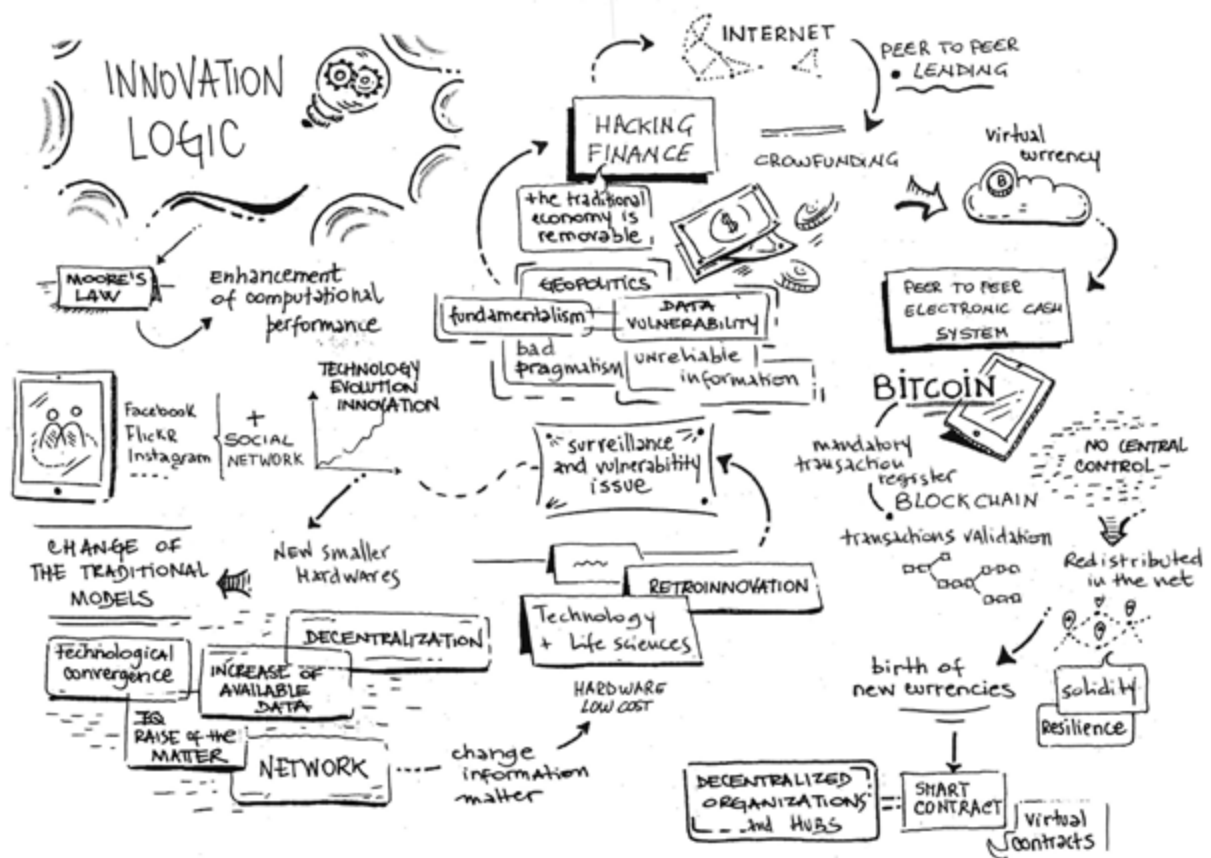 INNOVATION
LOGIC
MOORE'S
LAW
enhancement
of computational
performance
Facebook
Flickr
Instagram
+
SOCIAL
NETWORK
TECHNOLOGY
EVOLUTION
INNOVATION
NEW smaller
Hardwares
CHANGE OF
THE TRADITIONAL
MODELS
technological
convergence
DECENTRALIZATION
INCREASE OF
AVAILABLE
DATA
IQ
RAISE of the
MATTER
NETWORK
change
information
matter
HARDWARE
LOW COST
Technology
+ Life sciences
RETROINNOVATION
surveillance
and vulnerability
issue
HACKING
FINANCE
the traditional
economy is
removable
GEOPOLITICS
fundamentalism
DATA
VULNERABILITY
bad
pragmatism
unreliable
information
$
INTERNET
PEER TO PEER
LENDING
CROWFUNDING
virtual
currency
B
PEER TO PEER
ELECTRONIC CASH
SYSTEM
BITCOIN
mandatory
transaction
register
BLOCKCHAIN
transactions validation
NO CENTRAL
CONTROL -
Redistributed
in the net
solidity
Resilience
birth of
new currencies
SMART
CONTRACT
virtual
contracts
DECENTRALIZED
ORGANIZATIONS
and HUBS